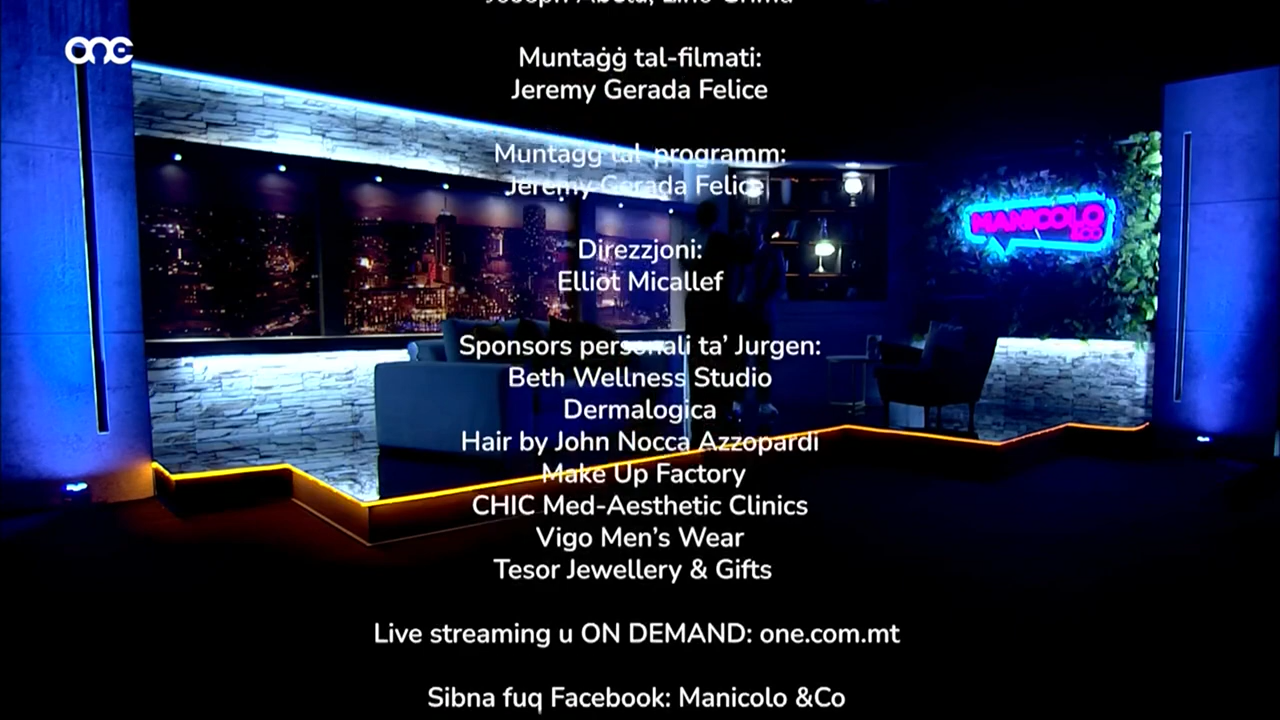 one
Muntaġġ tal-filmati:
Jeremy Gerada Felice
Muntaġġ tal-programm:
Jeremy Gerada Felice
Direzzjoni:
Elliot Micallef
MANICOLO
&CO
Sponsors personali ta’ Jurgen:
Beth Wellness Studio
Dermalogica
Hair by John Nocca Azzopardi
Make Up Factory
CHIC Med-Aesthetic Clinics
Vigo Men’s Wear
Tesor Jewellery & Gifts
Live streaming u ON DEMAND: one.com.mt
Sibna fuq Facebook: Manicolo &Co